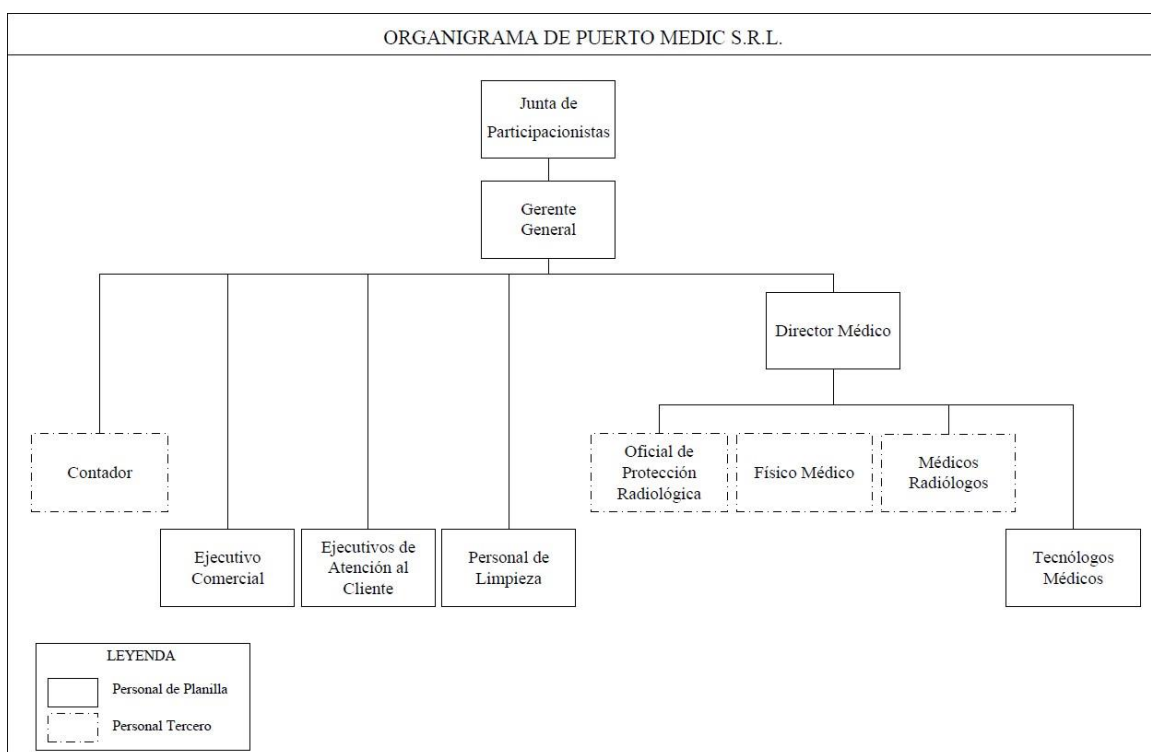 ORGANIGRAMA DE PUERTO MEDIC S.R.L.
Junta de
Participacionistas
Gerente
General
Director Médico
Contador
Oficial de
Protección
Radiológica
Físico Médico
Médicos
Radiólogos
Ejecutivo
Comercial
Ejecutivos de
Atención al
Cliente
Personal de
Limpieza
Tecnólogos
Médicos
LEYENDA
Personal de Planilla
Personal Tercero